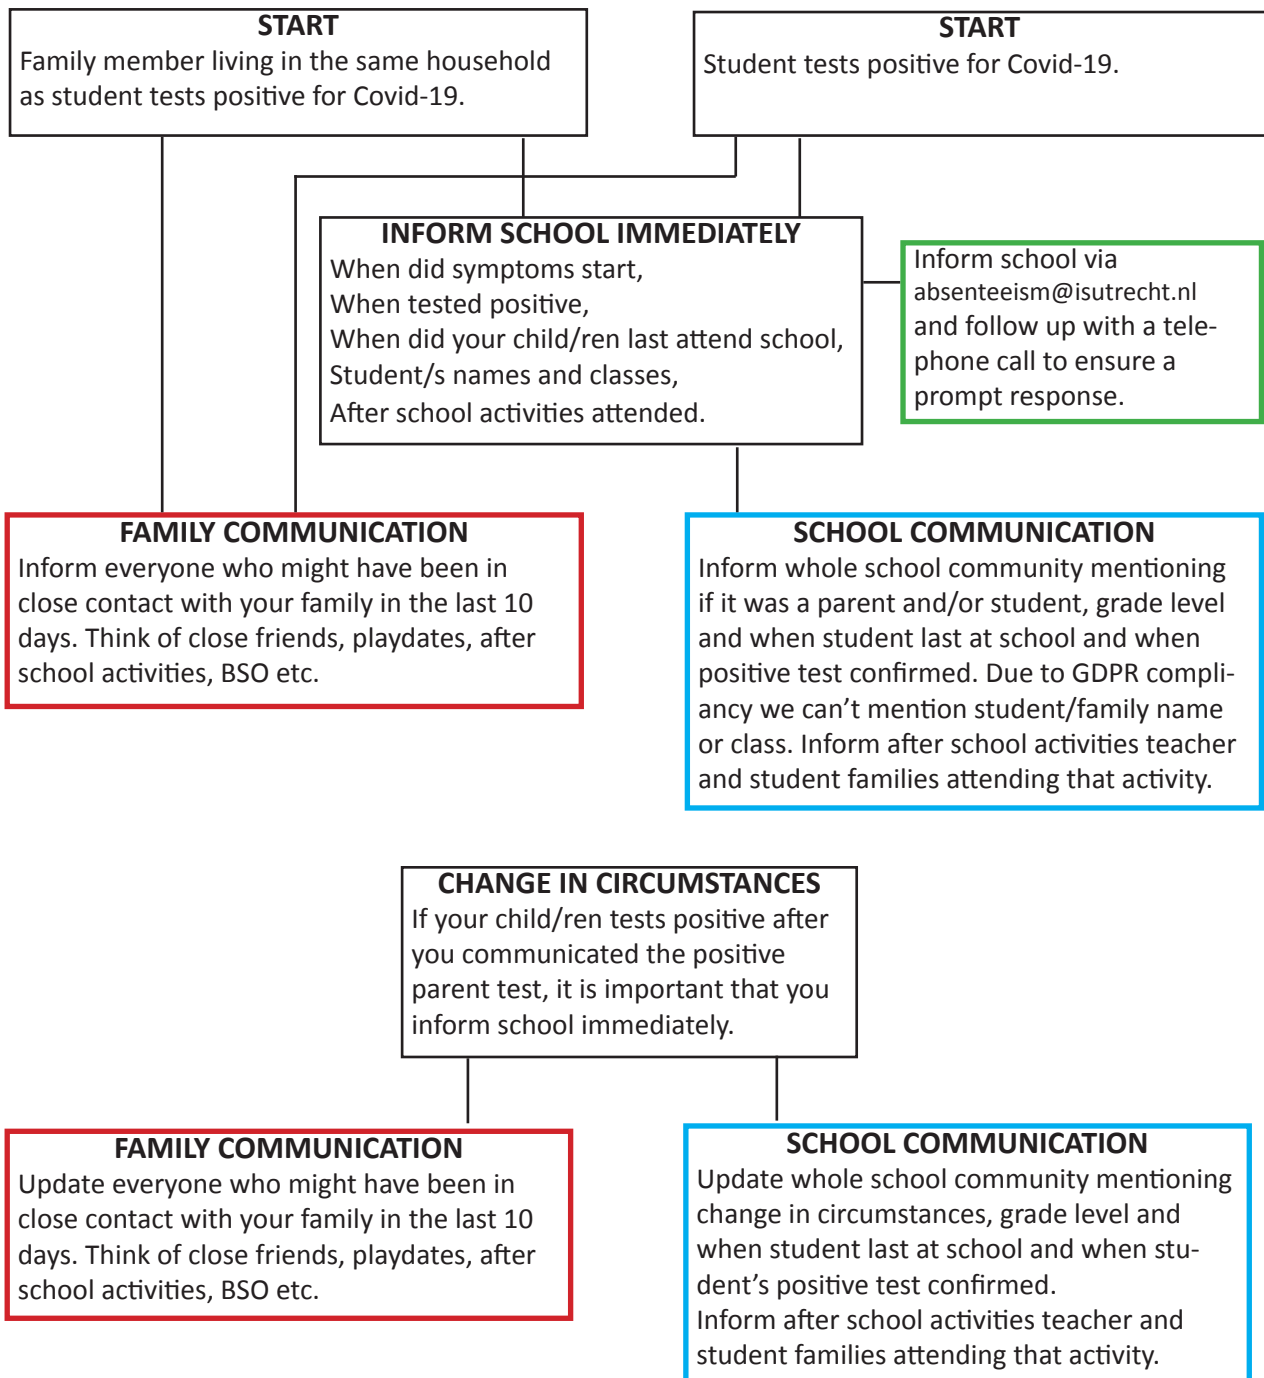 START
Family member living in the same household
as student tests positive for Covid-19.
START
Student tests positive for Covid-19.
INFORM SCHOOL IMMEDIATELY
When did symptoms start,
When tested positive,
When did your child/ren last attend school,
Student/s names and classes,
After school activities attended.
Inform school via
absenteeism@isutrecht.nl
and follow up with a tele-
phone call to ensure a
prompt response.
FAMILY COMMUNICATION
Inform everyone who might have been in
close contact with your family in the last 10
days. Think of close friends, playdates, after
school activities, BSO etc.
SCHOOL COMMUNICATION
Inform whole school community mentioning
if it was a parent and/or student, grade level
and when student last at school and when
positive test confirmed. Due to GDPR compli-
ancy we can't mention student/family name
or class. Inform after school activities teacher
and student families attending that activity.
CHANGE IN CIRCUMSTANCES
If your child/ren tests positive after
you communicated the positive
parent test, it is important that you
inform school immediately.
FAMILY COMMUNICATION
Update everyone who might have been in
close contact with your family in the last 10
days. Think of close friends, playdates, after
school activities, BSO etc.
SCHOOL COMMUNICATION
Update whole school community mentioning
change in circumstances, grade level and
when student last at school and when stu-
dent's positive test confirmed.
Inform after school activities teacher and
student families attending that activity.